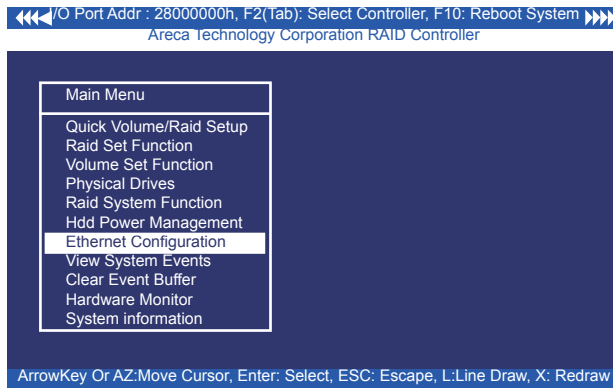 I/O Port Addr : 28000000h, F2(Tab): Select Controller, F10: Reboot System
Areca Technology Corporation RAID Controller
Main Menu
Quick Volume/Raid Setup
Raid Set Function
Volume Set Function
Physical Drives
Raid System Function
Hdd Power Management
Ethernet Configuration
View System Events
Clear Event Buffer
Hardware Monitor
System information
ArrowKey Or AZ:Move Cursor, Enter: Select, ESC: Escape, L:Line Draw, X: Redraw